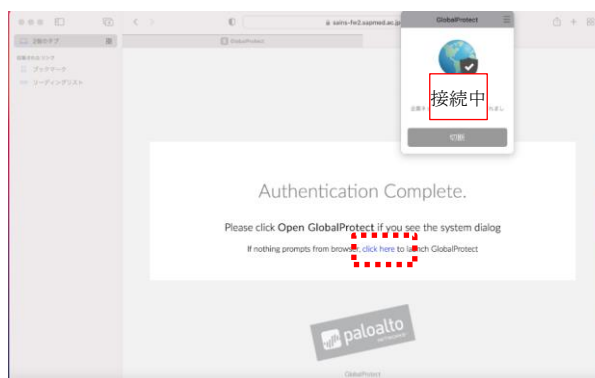 sains-fw2.sapmed.ac.jp
GlobalProtect
2個のタブ
GlobalProtect
ブックマーク
リーディングリスト
接続中
切断
Authentication Complete.
Please click Open GlobalProtect if you see the system dialog
If nothing prompts from browser, click here to launch GlobalProtect
paloalto
NETWORKS
GlobalProtect